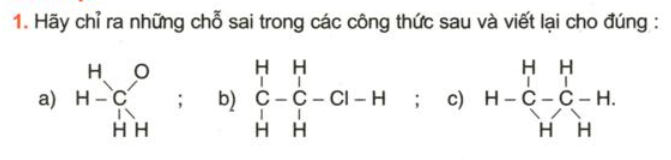 1. Hãy chỉ ra những chỗ sai trong các công thức sau và viết lại cho đúng :
H O H H H H
a) H – C ; b) C – C – Cl – H ; c) H – C – C – H.
H H H H H H